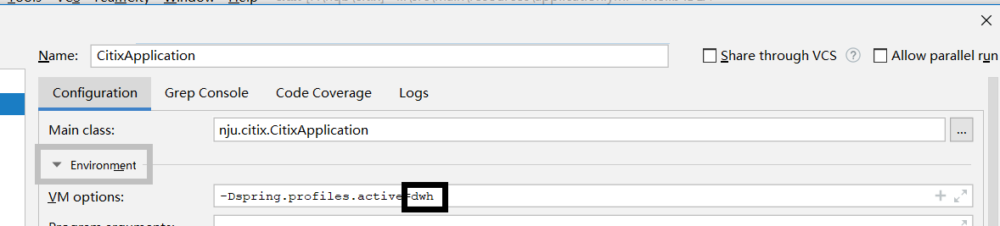 Name: CitixApplication Share through VCS ? Allow parallel run
Configuration Grep Console Code Coverage Logs
Main class: nju.citix.CitixApplication ...
Environment
VM options: -Dspring.profiles.active=dwh
Program arguments: